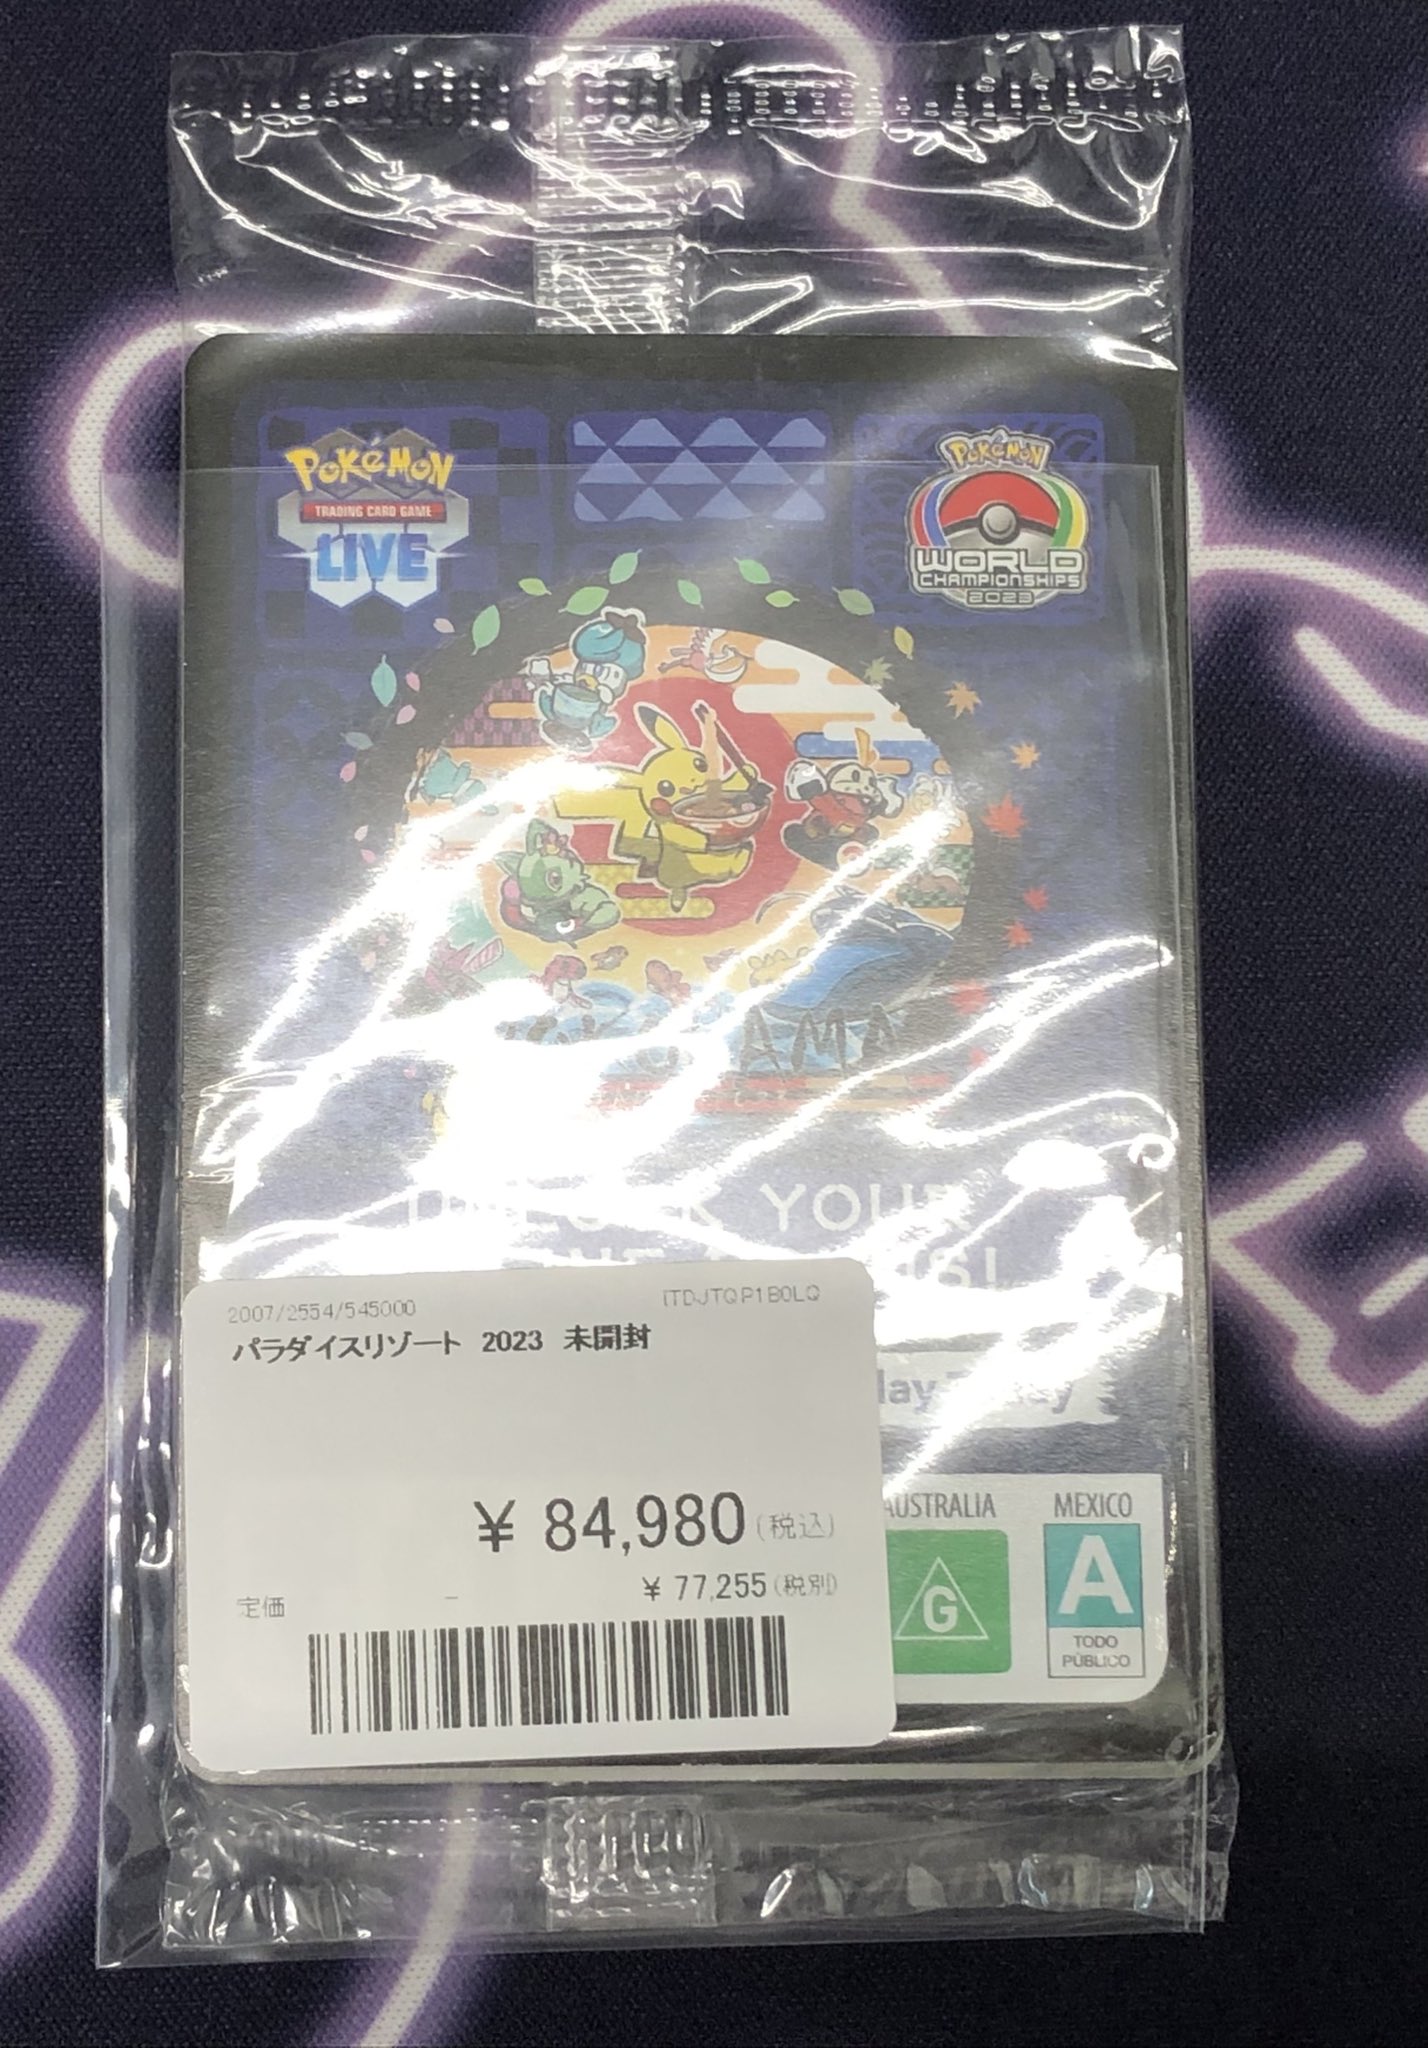 Pokémon
TRADING CARD GAME
LIVE
Pokémon
WORLD
CHAMPIONSHIPS
2023
YOUR
2007/2554/545000
ITDJTQP1B0LQ
パラダイスリゾート 2023 未開封
¥ 84,980(税込)
¥ 77,255(税別)
定価 –
AUSTRALIA
G
MEXICO
A
TODO
PÚBLICO